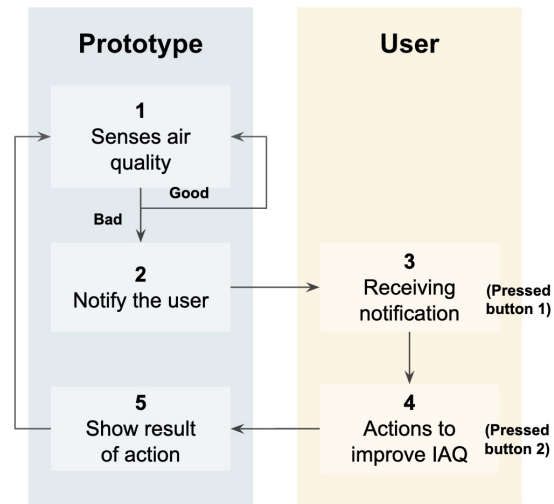 Prototype
User
1
Senses air
quality
Good
Bad
2
Notify the user
3
Receiving
notification
(Pressed
button 1)
5
Show result
of action
4
Actions to
improve IAQ
(Pressed
button 2)